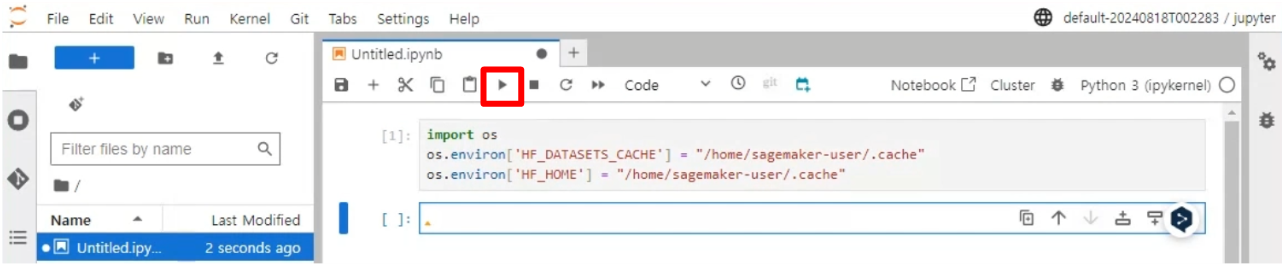 File Edit View Run Kernel Git Tabs Settings Help
default-20240818T002283 / jupyter
Untitled.ipynb
Code
git
Notebook
Cluster
Python 3 (ipykernel)
Filter files by name
/
Name
Last Modified
Untitled.ipy...
2 seconds ago
[1]:
import os
os.environ['HF_DATASETS_CACHE'] = "/home/sagemaker-user/.cache"
os.environ['HF_HOME'] = "/home/sagemaker-user/.cache"
[ ]: